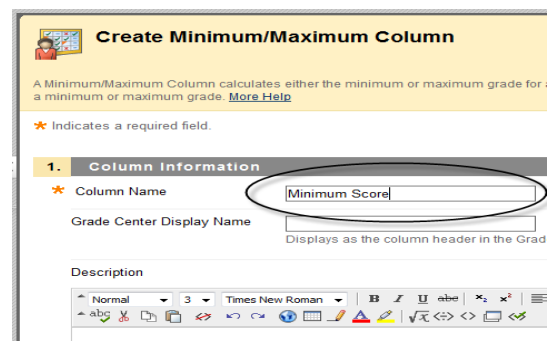 Create Minimum/Maximum Column
A Minimum/Maximum Column calculates either the minimum or maximum grade for
a minimum or maximum grade. More Help
Indicates a required field.
1. Column Information
Column Name
Minimum Score
Grade Center Display Name
Displays as the column header in the Grad
Description
Normal 3 Times New Roman B I U abc x₂ x²
abc √x